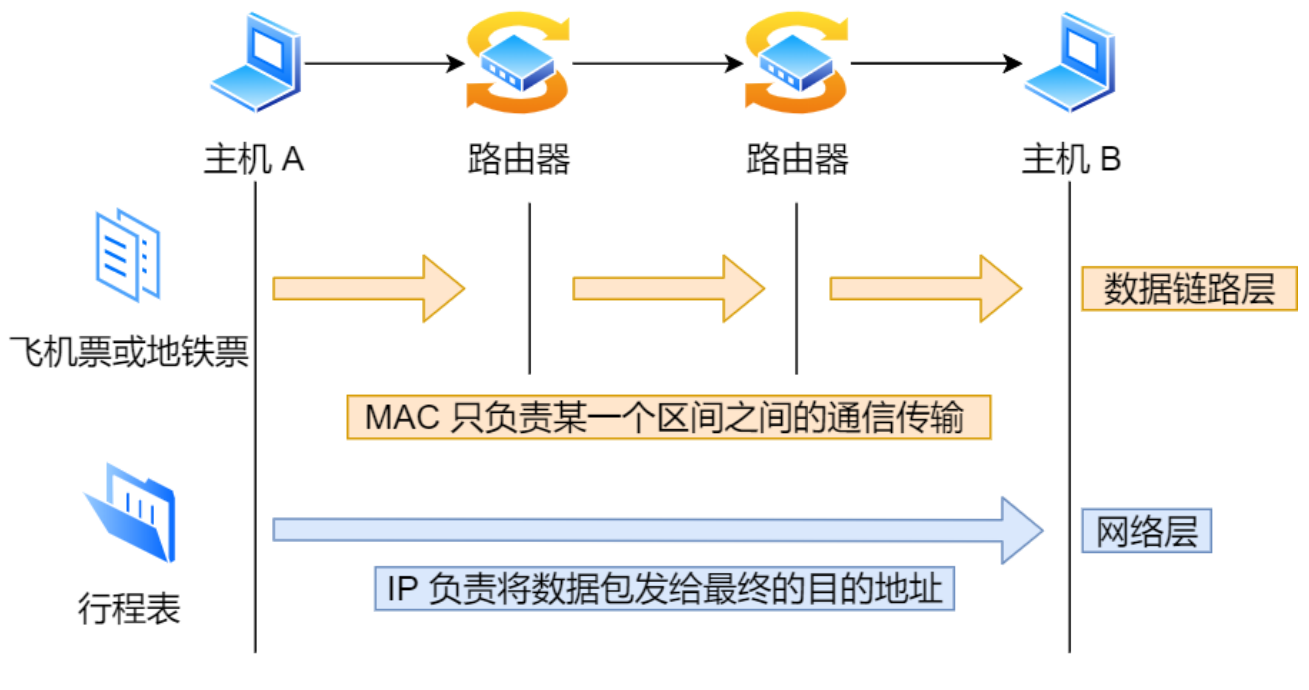 主机 A
路由器
路由器
主机 B
飞机票或地铁票
数据链路层
MAC 只负责某一个区间之间的通信传输
行程表
网络层
IP 负责将数据包发给最终的目的地址